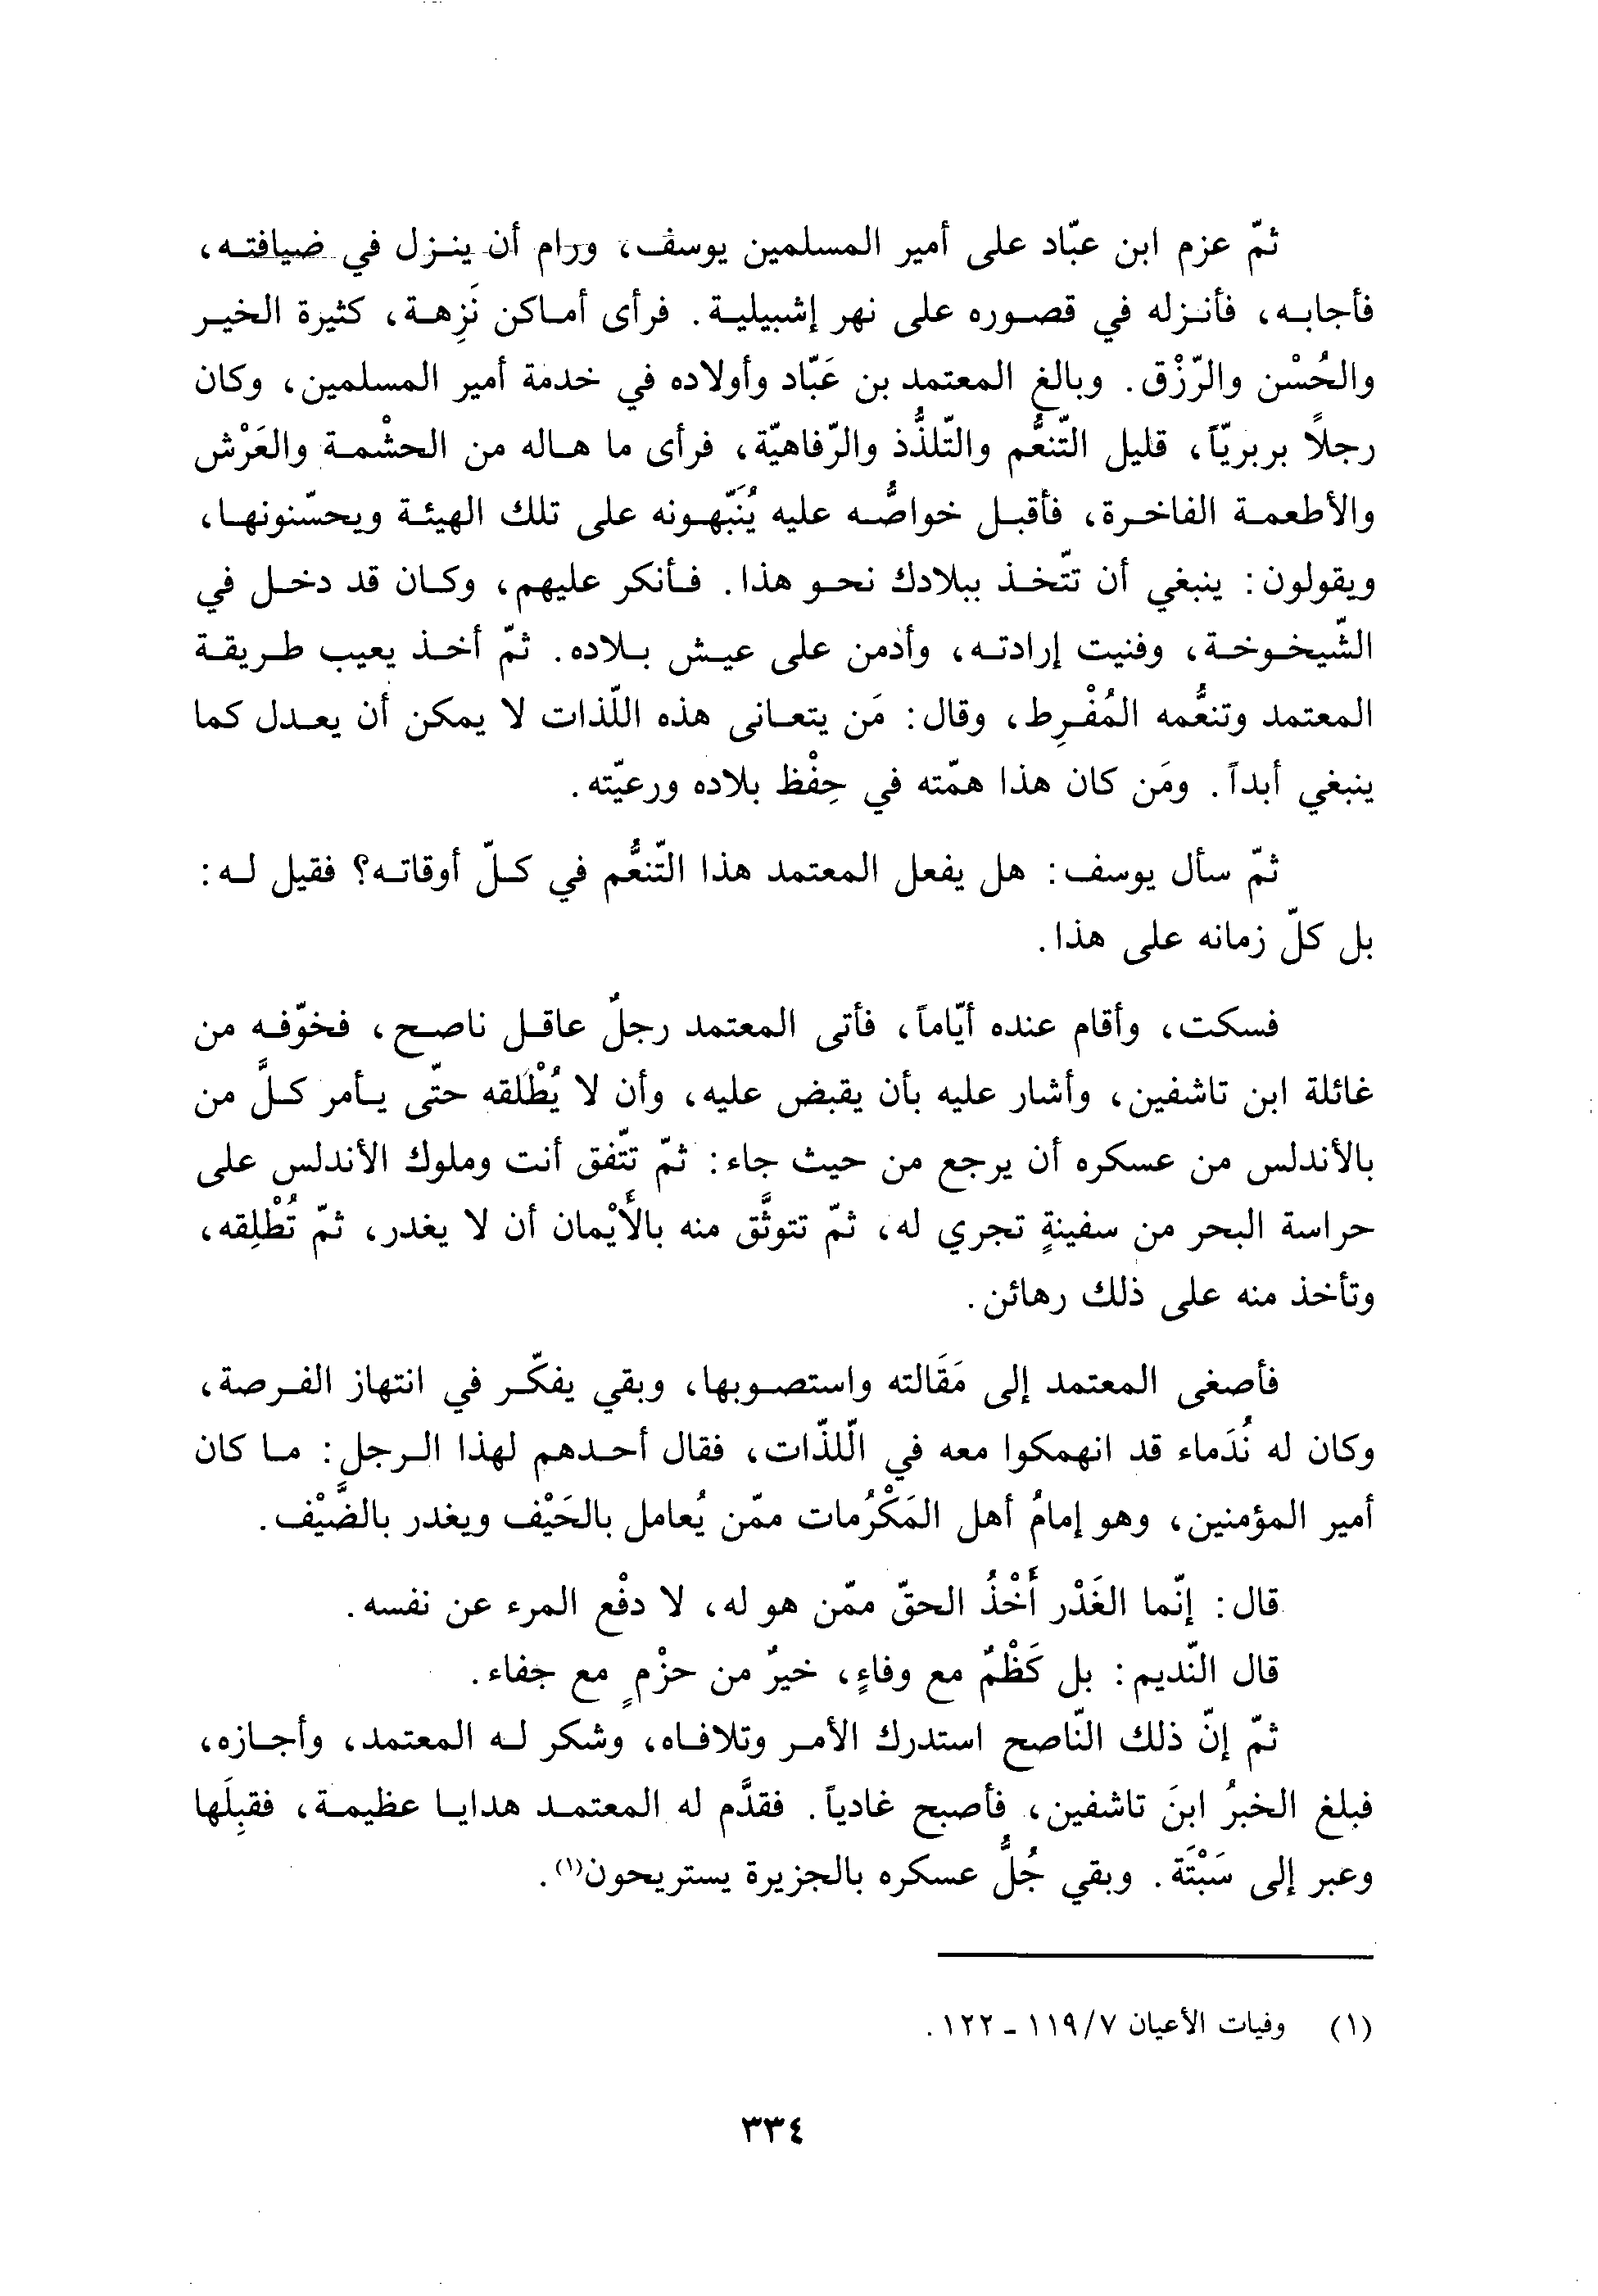 ثمّ عزم ابن عبّاد على أمير المسلمين يوسف، ورام أن ينزل في ضيافته،
فأجابه، فأنزله في قصوره على نهر إشبيلية. فرأى أماكن نَزِهة، كثيرة الخير
والحُسْن والرّزْق. وبالغ المعتمد بن عَبّاد وأولاده في خدمة أمير المسلمين، وكان
رجلاً بربريّاً، قليل التّنعُّم والتّلذُّذ والرّفاهيّة، فرأى ما هاله من الحشْمة والعَرْش
والأطعمة الفاخرة، فأقبل خواصُّه عليه يُنَبّهونه على تلك الهيئة ويحسّنونها،
ويقولون: ينبغي أن تتّخذ ببلادك نحو هذا. فأنكر عليهم، وكان قد دخل في
الشّيخوخة، وفنيت إرادته، وأدمن على عيش بلاده. ثمّ أخذ يعيب طريقة
المعتمد وتنعُّمه المُفْرِط، وقال: مَن يتعانى هذه اللّذات لا يمكن أن يعدل كما
ينبغي أبداً. ومَن كان هذا همّته في حِفْظ بلاده ورعيّته.
ثمّ سأل يوسف: هل يفعل المعتمد هذا التّنعُّم في كلّ أوقاته؟ فقيل له:
بل كلّ زمانه على هذا.
فسكت، وأقام عنده أيّاماً، فأتى المعتمد رجلٌ عاقل ناصح، فخوّفه من
غائلة ابن تاشفين، وأشار عليه بأن يقبض عليه، وأن لا يُطْلقه حتّى يأمر كلَّ من
بالأندلس من عسكره أن يرجع من حيث جاء: ثمّ تتّفق أنت وملوك الأندلس على
حراسة البحر من سفينةٍ تجري له، ثمّ تتوثَّق منه بالأَيْمان أن لا يغدر، ثمّ تُطْلِقه،
وتأخذ منه على ذلك رهائن.
فأصغى المعتمد إلى مَقَالته واستصوبها، وبقي يفكّر في انتهاز الفرصة،
وكان له نُدَماء قد انهمكوا معه في الّلذّات، فقال أحدهم لهذا الرجل: ما كان
أمير المؤمنين، وهو إمامُ أهل المَكْرُمات ممّن يُعامل بالحَيْف ويغدر بالضَّيْف.
قال: إنّما الغَدْر أَخْذُ الحقّ ممّن هو له، لا دفْع المرء عن نفسه.
قال النّديم: بل كَظْمٌ مع وفاءٍ، خيرٌ من حزْمٍ مع جفاء.
ثمّ إنّ ذلك النّاصح استدرك الأمر وتلافاه، وشكر له المعتمد، وأجازه،
فبلغ الخبرُ ابنَ تاشفين، فأصبح غادياً. فقدَّم له المعتمد هدايا عظيمة، فقبِلَها
وعبر إلى سَبْتَة. وبقي جُلُّ عسكره بالجزيرة يستريحون(١).
(١) وفيات الأعيان ٧/١١٩ ـ ١٢٢.
٣٣٤